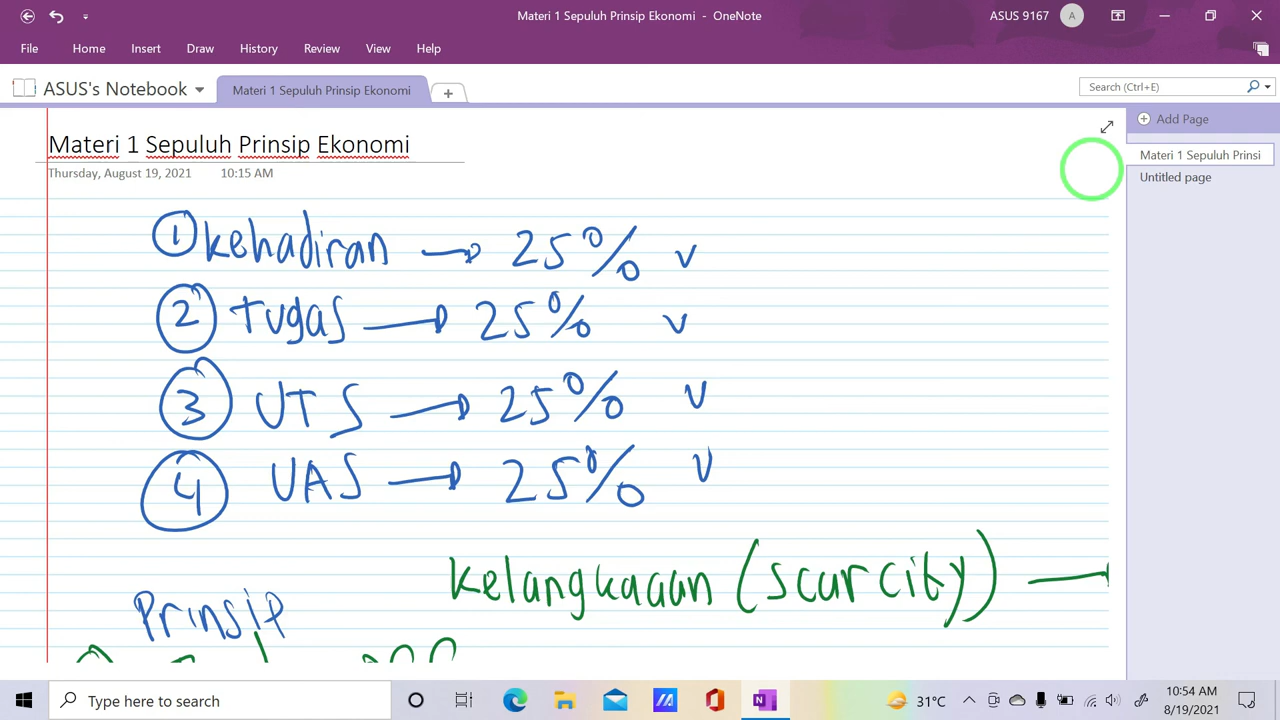 Materi 1 Sepuluh Prinsip Ekonomi - OneNote
ASUS 9167
A
File Home Insert Draw History Review View Help
ASUS's Notebook
Materi 1 Sepuluh Prinsip Ekonomi
Search (Ctrl+E)
Add Page
Materi 1 Sepuluh Prinsi
Untitled page
Materi 1 Sepuluh Prinsip Ekonomi
Thursday, August 19, 2021 10:15 AM
1 kehadiran → 25% v
2 Tugas → 25% v
3 UTS → 25% v
4 UAS → 25% v
Kelangkaaan (scarcity) →
Prinsip
Type here to search
31°C
10:54 AM
8/19/2021